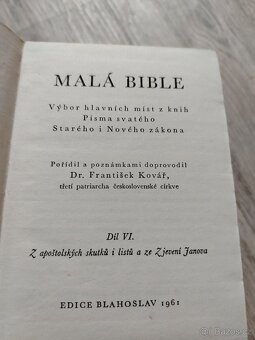 MALÁ BIBLE
Výbor hlavních míst z knih
Písma svatého
Starého i Nového zákona
Pořídil a poznámkami doprovodil
Dr. František Kovář,
třetí patriarcha československé církve
Díl VI.
Z apoštolských skutků i listů a ze Zjevení Janova
EDICE BLAHOSLAV 1961